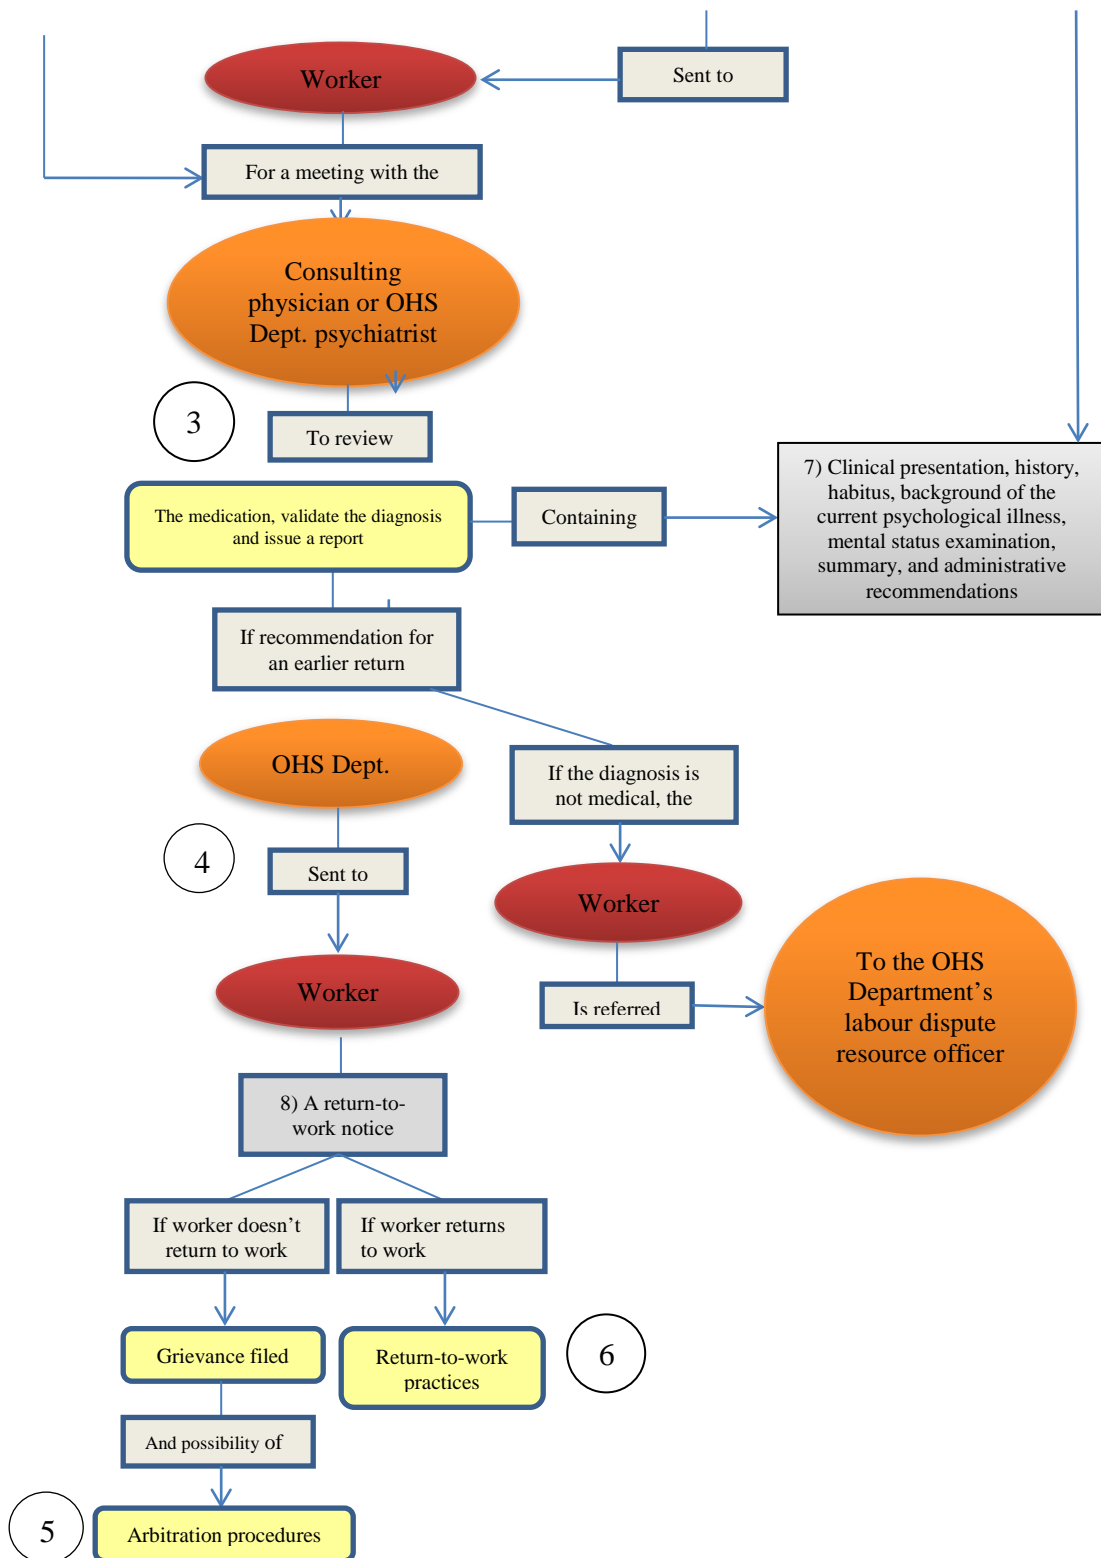 Sent to
Worker
For a meeting with the
Consulting
physician or OHS
Dept. psychiatrist
3
To review
The medication, validate the diagnosis
and issue a report
Containing
7) Clinical presentation, history,
habitus, background of the
current psychological illness,
mental status examination,
summary, and administrative
recommendations
If recommendation for
an earlier return
OHS Dept.
If the diagnosis is
not medical, the
4
Sent to
Worker
Worker
Is referred
To the OHS
Department’s
labour dispute
resource officer
8) A return-to-
work notice
If worker doesn’t
return to work
If worker returns
to work
Grievance filed
Return-to-work
practices
6
And possibility of
5
Arbitration procedures